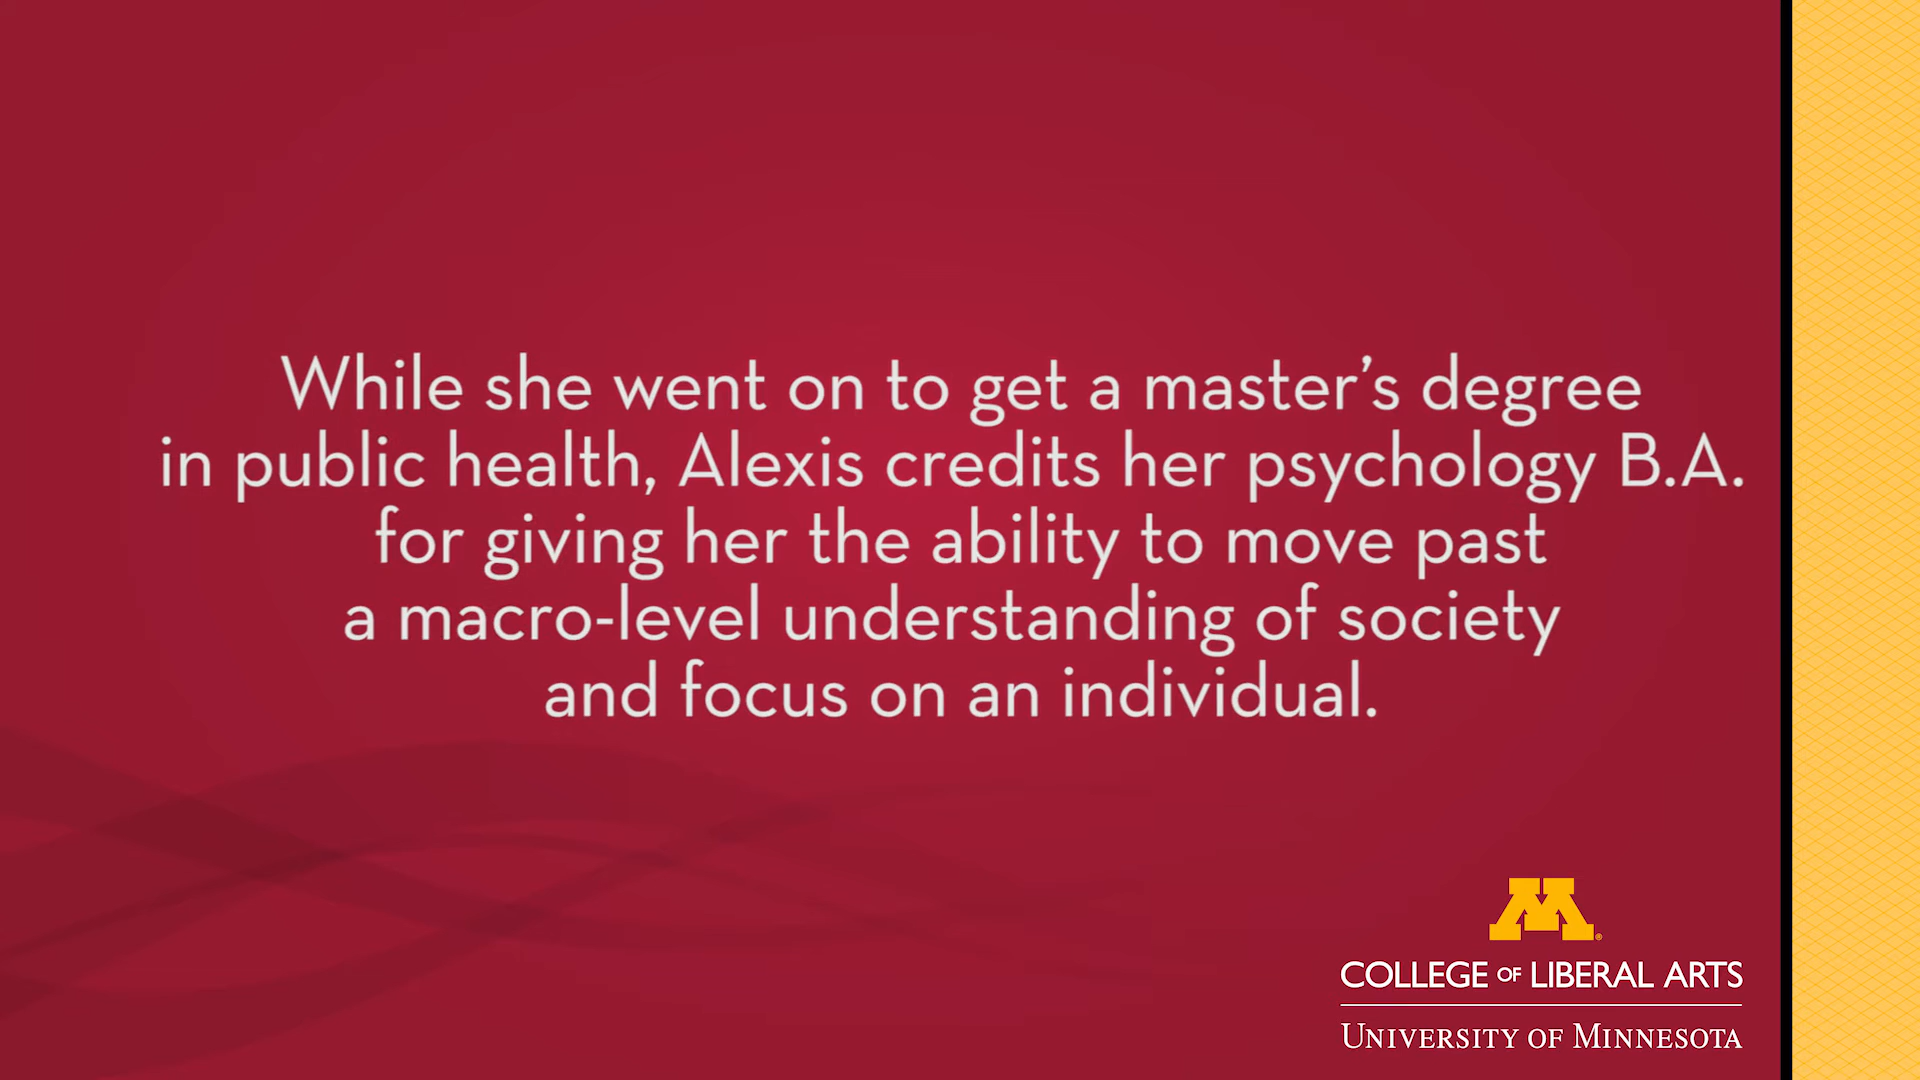 While she went on to get a master’s degree
in public health, Alexis credits her psychology B.A.
for giving her the ability to move past
a macro-level understanding of society
and focus on an individual.
M®
COLLEGE OF LIBERAL ARTS
UNIVERSITY OF MINNESOTA